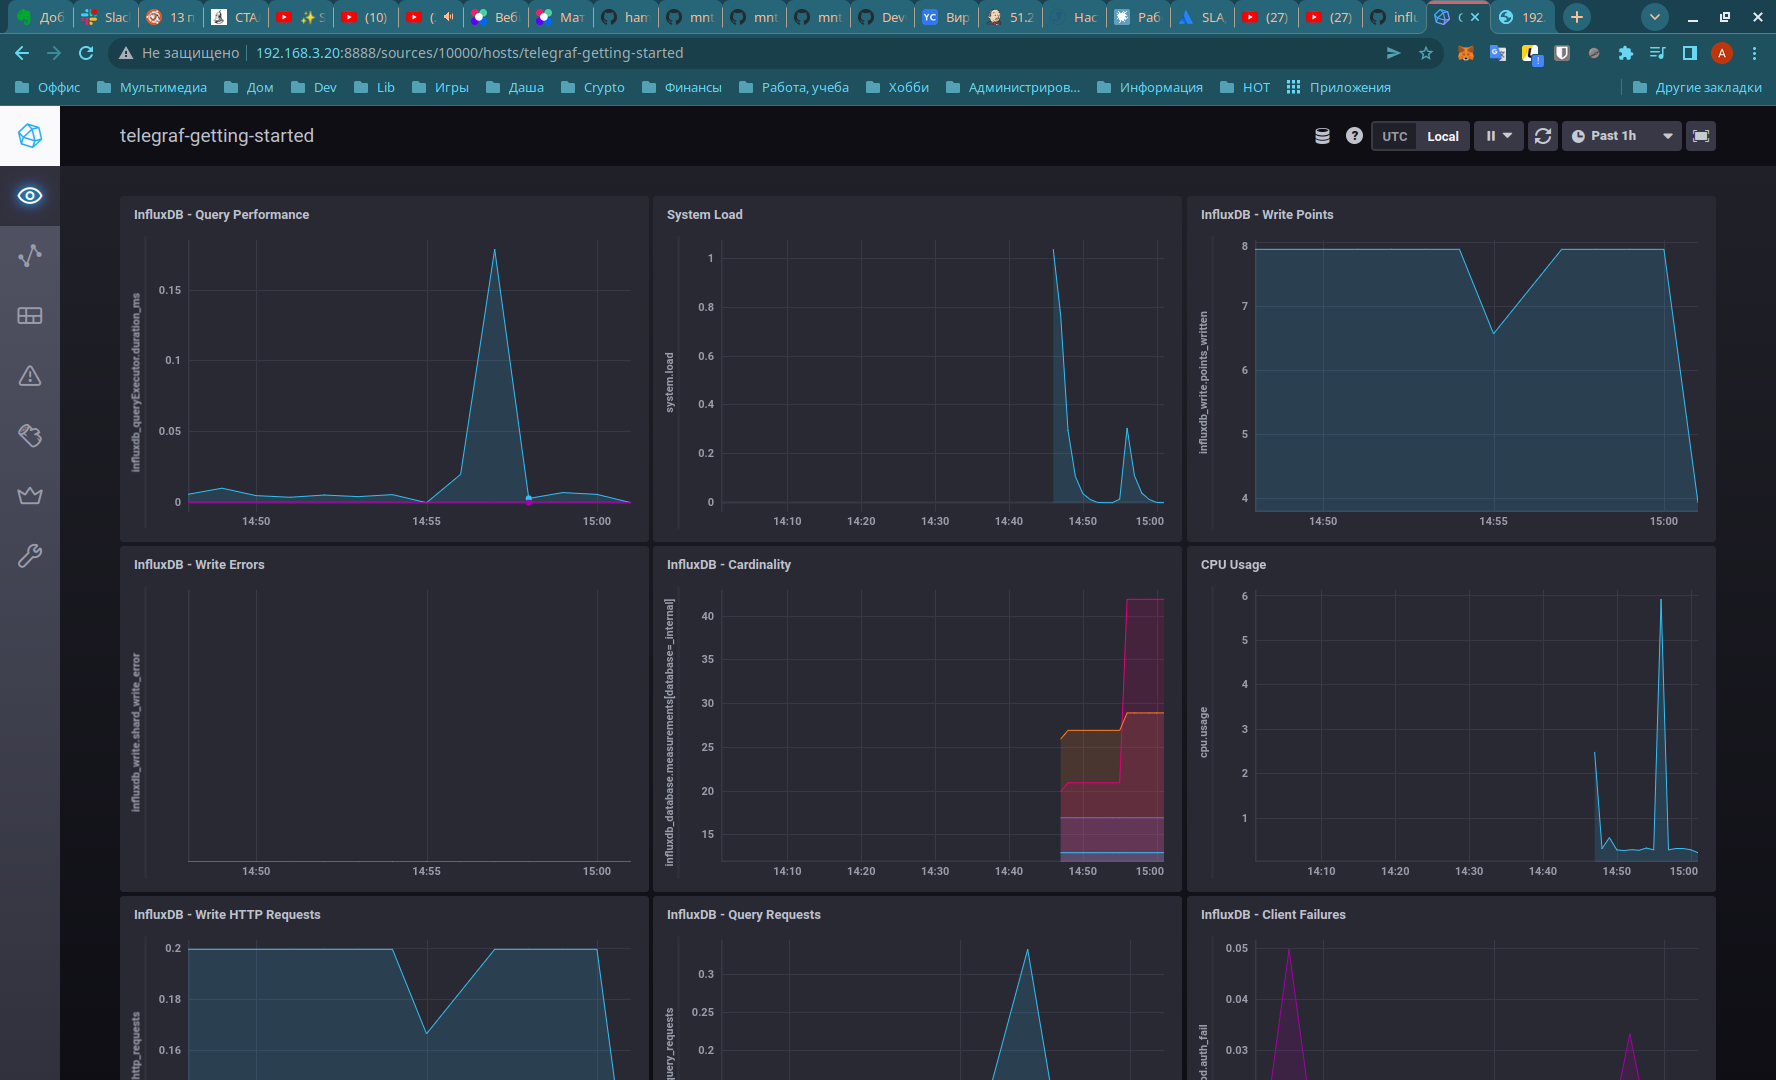 Доб Slac 13 п СТА ✨ S (10) ( Веб Мат ham mnt mnt mnt Dev YC Вир 51.2 Нас Раб SLA (27) (27) influ 192.
Не защищено 192.168.3.20:8888/sources/10000/hosts/telegraf-getting-started A
Оффис Мультимедиа Дом Dev Lib Игры Даша Crypto Финансы Работа, учеба Хобби Администриров... Информация HOT Приложения Другие закладки
telegraf-getting-started UTC Local Past 1h
InfluxDB - Query Performance
influxdb_queryExecutor.duration_ms
0.15
0.1
0.05
0
14:50 14:55 15:00
System Load
system.load
1
0.8
0.6
0.4
0.2
0
14:10 14:20 14:30 14:40 14:50 15:00
InfluxDB - Write Points
influxdb_write.points_written
8
7
6
5
4
14:50 14:55 15:00
InfluxDB - Write Errors
influxdb_write.shard_write_error
14:50 14:55 15:00
InfluxDB - Cardinality
influxdb_database.measurements[database=_internal]
40
35
30
25
20
15
14:10 14:20 14:30 14:40 14:50 15:00
CPU Usage
cpu.usage
6
5
4
3
2
1
14:10 14:20 14:30 14:40 14:50 15:00
InfluxDB - Write HTTP Requests
http_requests
0.2
0.18
0.16
InfluxDB - Query Requests
query_requests
0.3
0.25
0.2
InfluxDB - Client Failures
pd.auth_fail
0.05
0.04
0.03